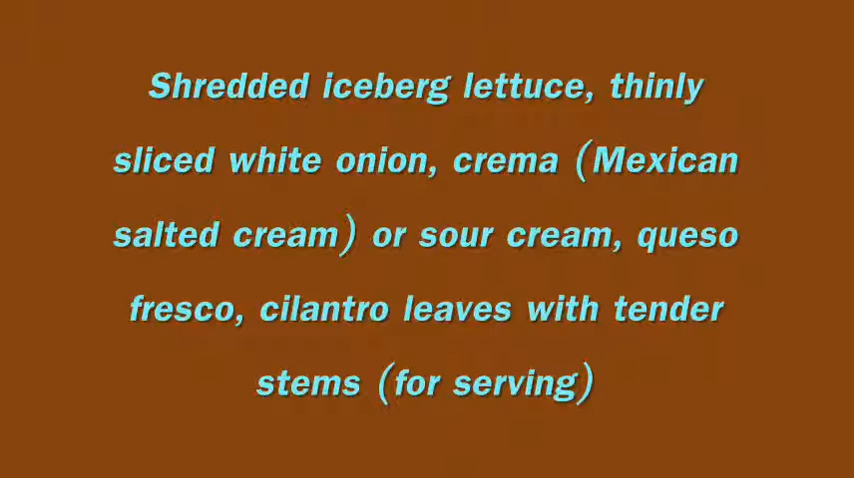 Shredded iceberg lettuce, thinly
sliced white onion, crema (Mexican
salted cream) or sour cream, queso
fresco, cilantro leaves with tender
stems (for serving)